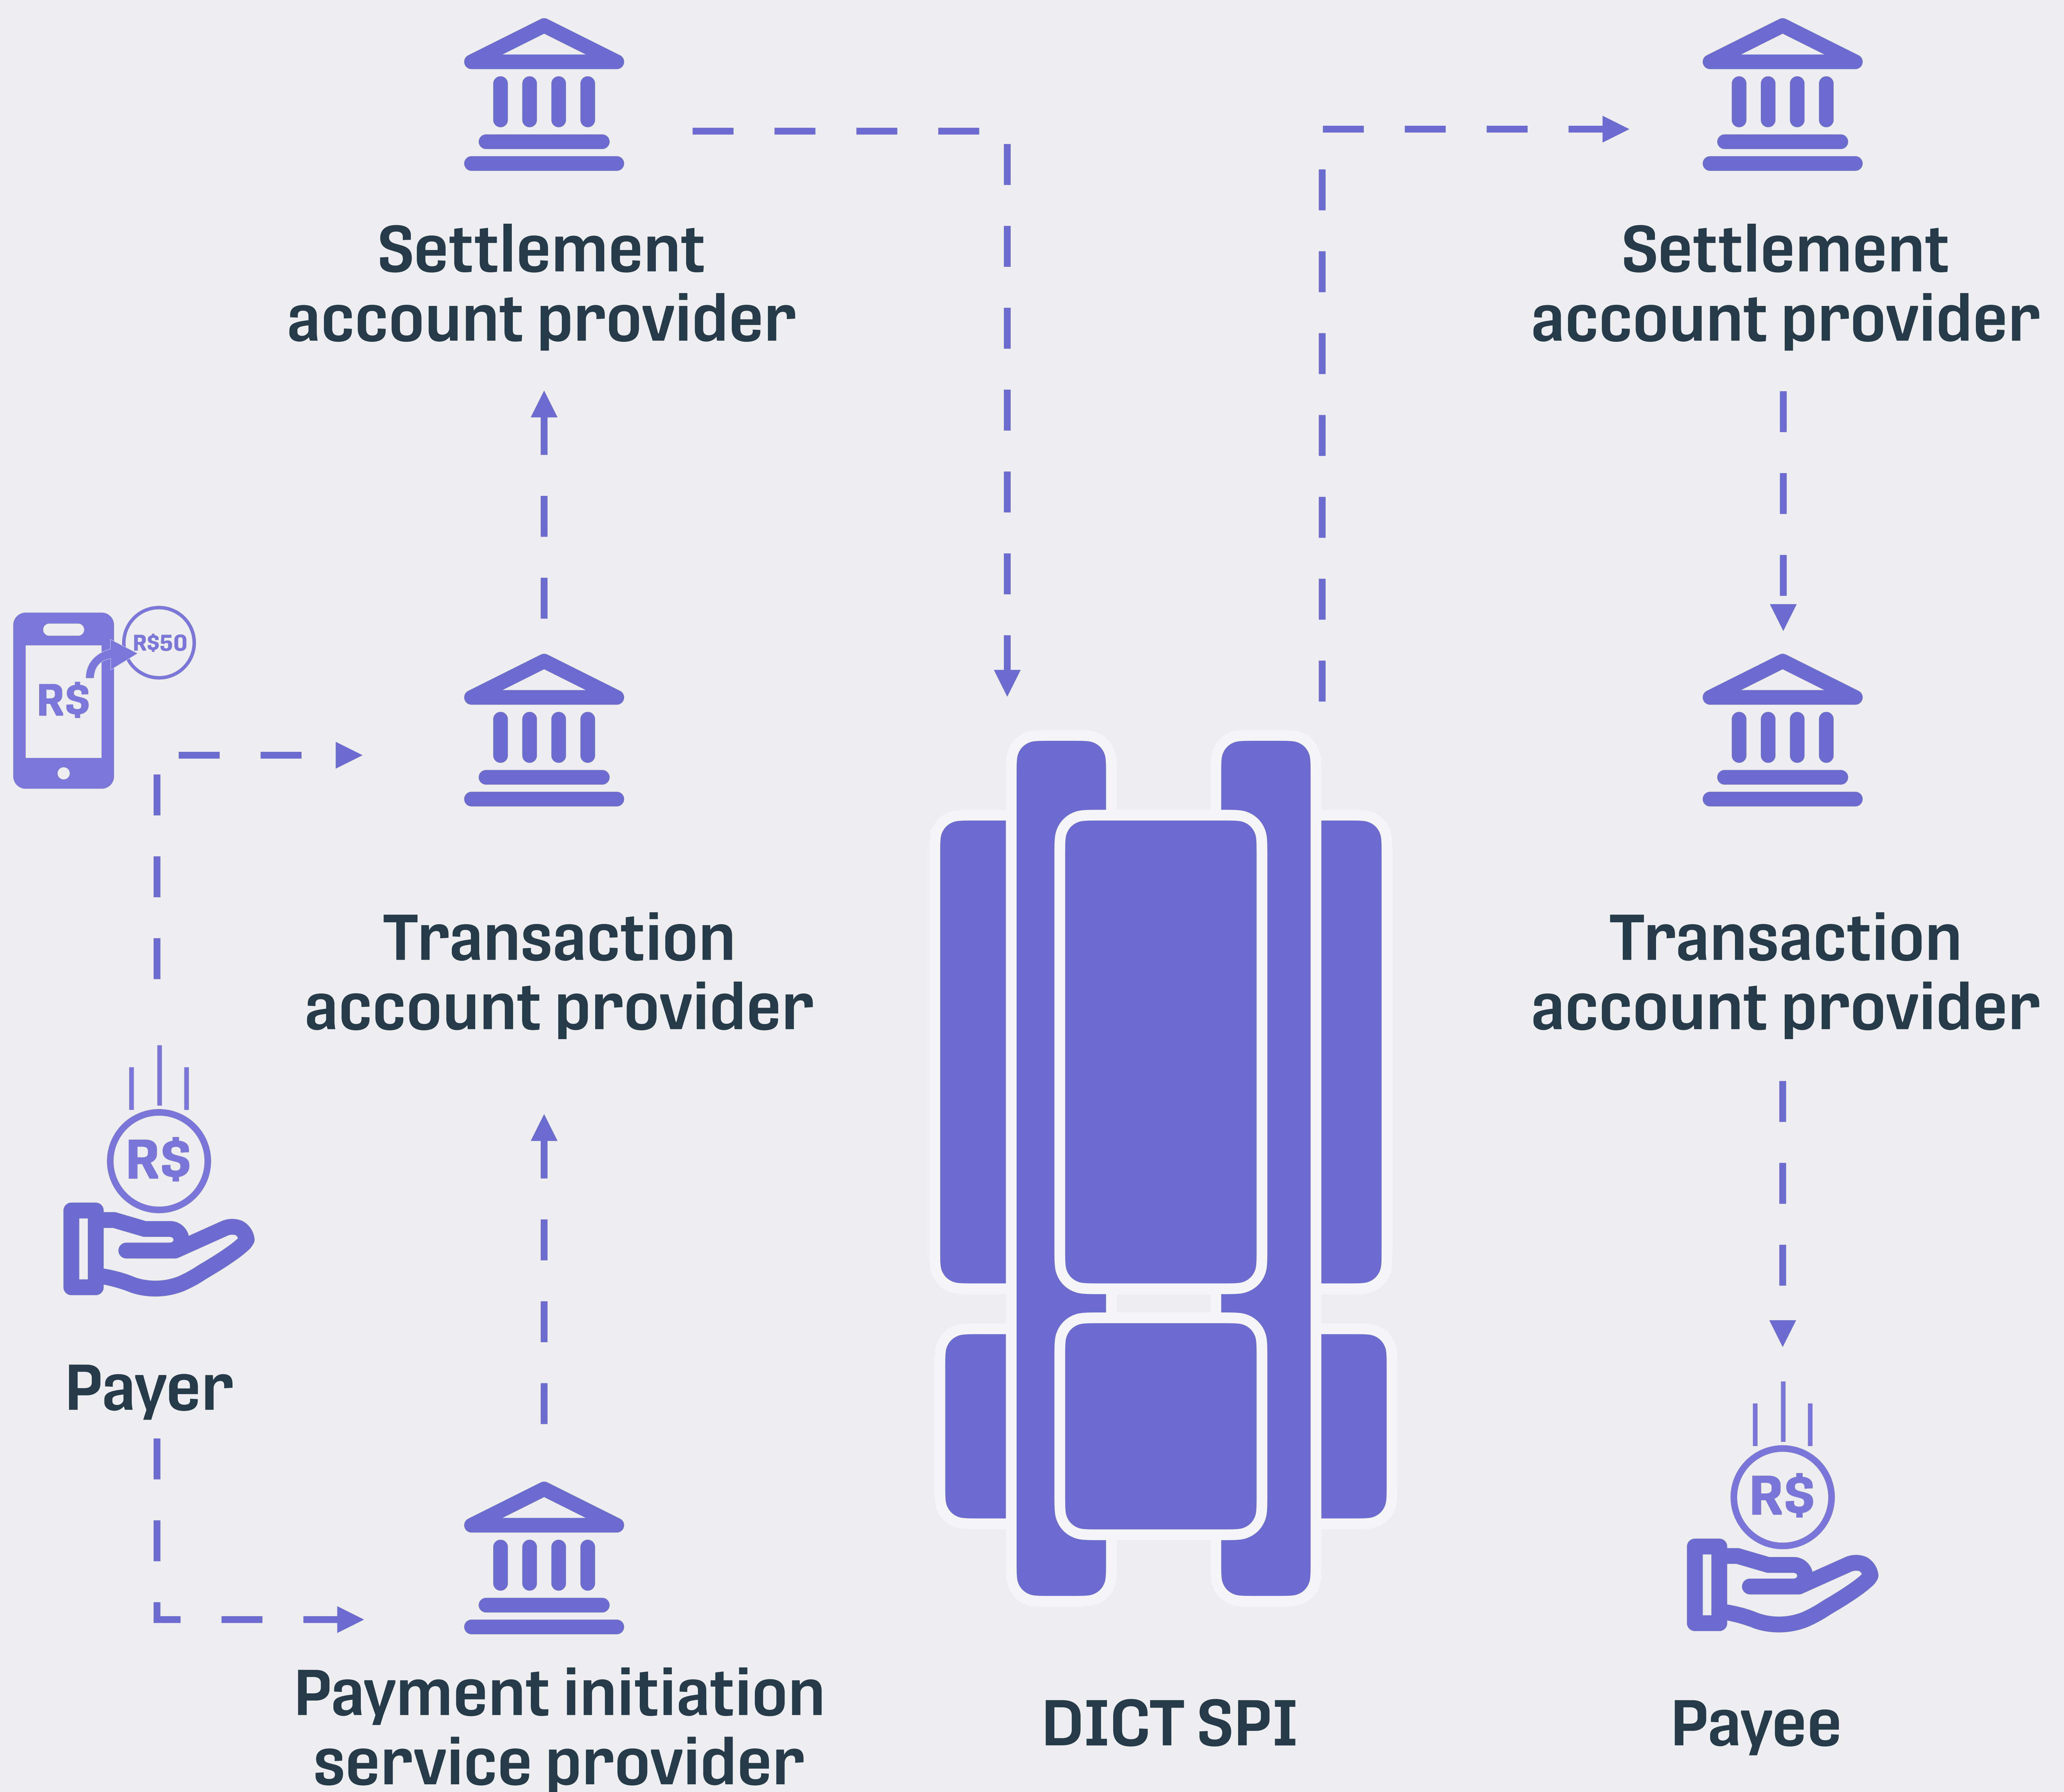 Settlement
account provider
Settlement
account provider
R$50
R$
Transaction
account provider
Transaction
account provider
R$
Payer
R$
Payment initiation
service provider
DICT SPI
Payee